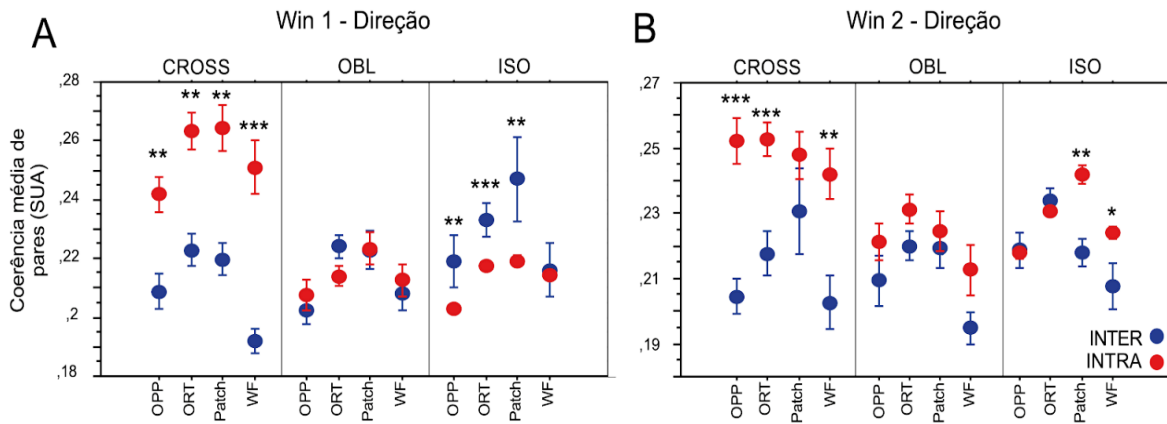 A
Win 1 - Direção
CROSS OBL ISO
Coerência média de
pares (SUA)
,28
,26
,24
,22
,2
,18
** ** ** ***
** *** **
OPP ORT Patch WF OPP ORT Patch WF OPP ORT Patch WF
B
Win 2 - Direção
CROSS OBL ISO
,27
,25
,23
,21
,19
*** *** **
** *
INTER
INTRA
OPP ORT Patch WF OPP ORT Patch WF OPP ORT Patch WF